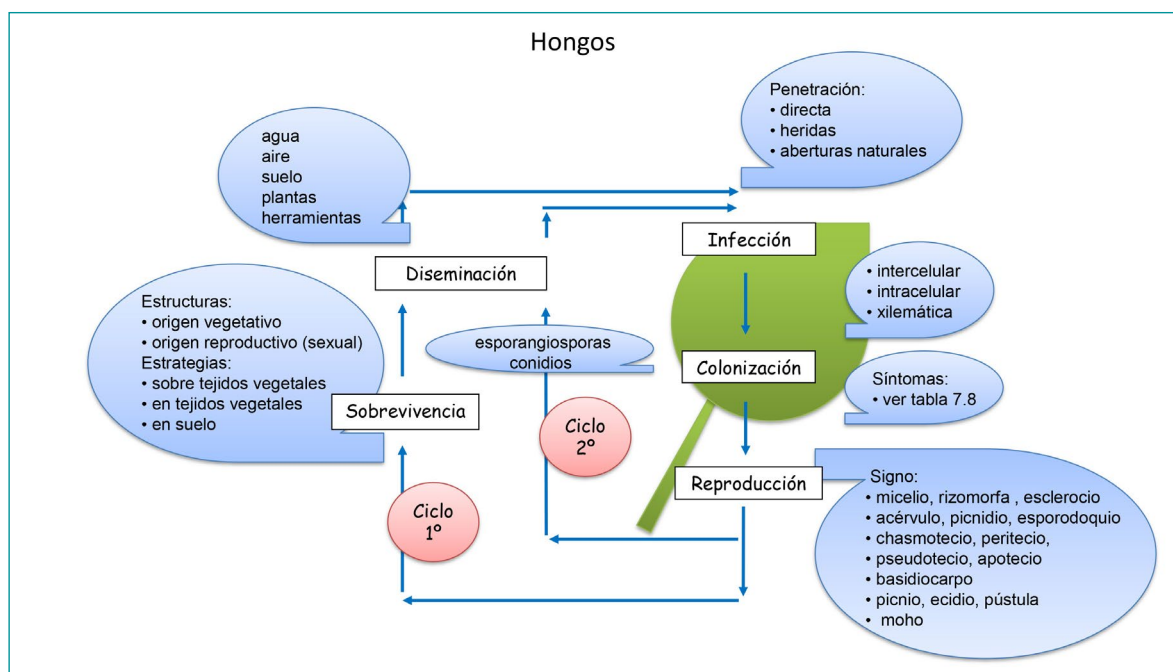 Hongos
agua
aire
suelo
plantas
herramientas
Penetración:
• directa
• heridas
• aberturas naturales
Diseminación
Infección
Estructuras:
• origen vegetativo
• origen reproductivo (sexual)
Estrategias:
• sobre tejidos vegetales
• en tejidos vegetales
• en suelo
• intercelular
• intracelular
• xilemática
esporangiosporas
conidios
Colonización
Síntomas:
• ver tabla 7.8
Sobrevivencia
Ciclo
2º
Reproducción
Ciclo
1º
Signo:
• micelio, rizomorfa , esclerocio
• acérvulo, picnidio, esporodoquio
• chasmotecio, peritecio,
• pseudotecio, apotecio
• basidiocarpo
• picnio, ecidio, pústula
• moho